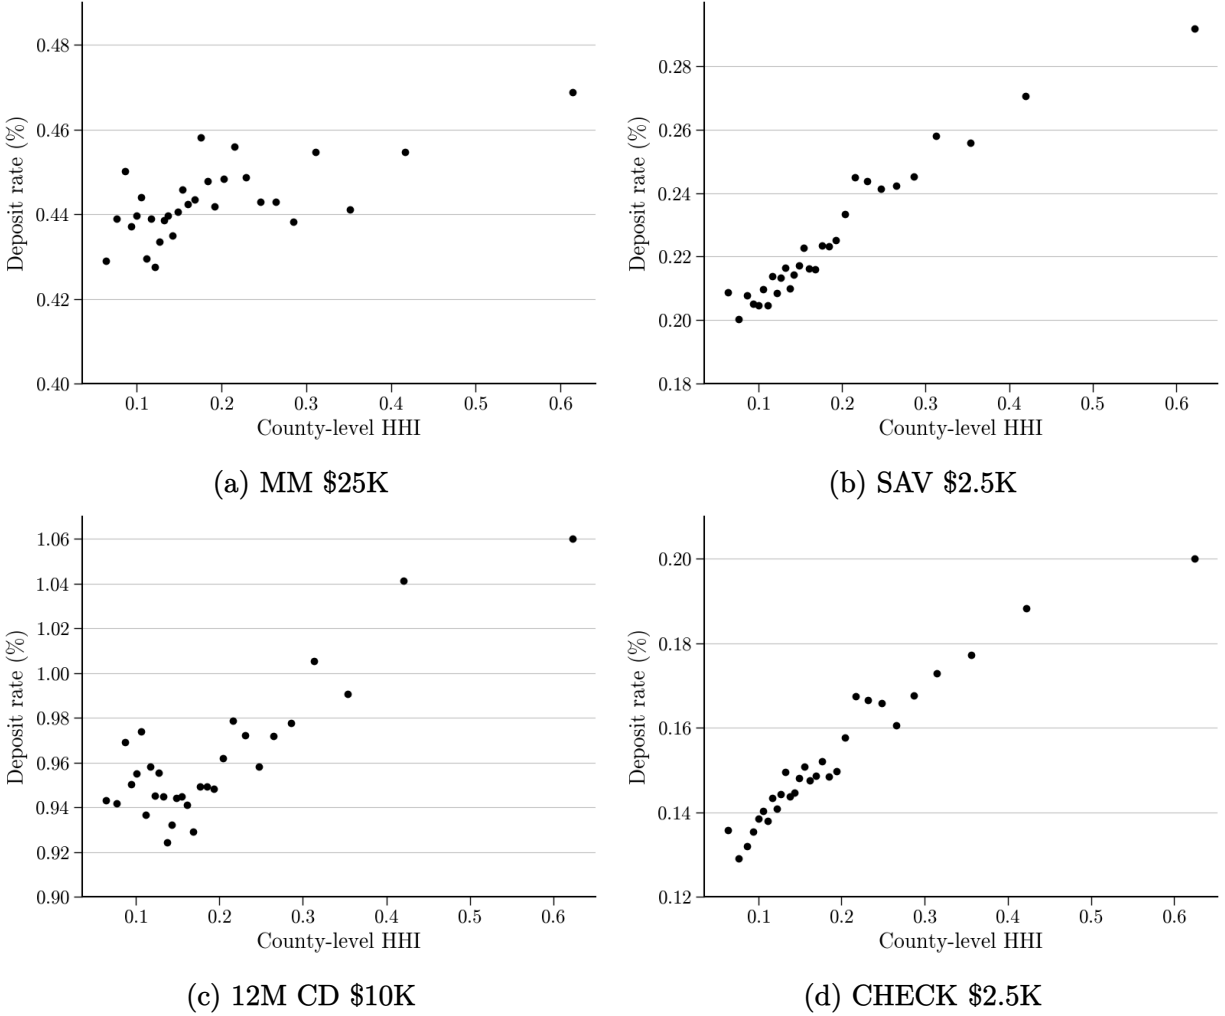 0.48
0.46
0.44
0.42
0.40
Deposit rate (%)
0.1 0.2 0.3 0.4 0.5 0.6
County-level HHI
(a) MM $25K
0.28
0.26
0.24
0.22
0.20
0.18
Deposit rate (%)
0.1 0.2 0.3 0.4 0.5 0.6
County-level HHI
(b) SAV $2.5K
1.06
1.04
1.02
1.00
0.98
0.96
0.94
0.92
0.90
Deposit rate (%)
0.1 0.2 0.3 0.4 0.5 0.6
County-level HHI
(c) 12M CD $10K
0.20
0.18
0.16
0.14
0.12
Deposit rate (%)
0.1 0.2 0.3 0.4 0.5 0.6
County-level HHI
(d) CHECK $2.5K